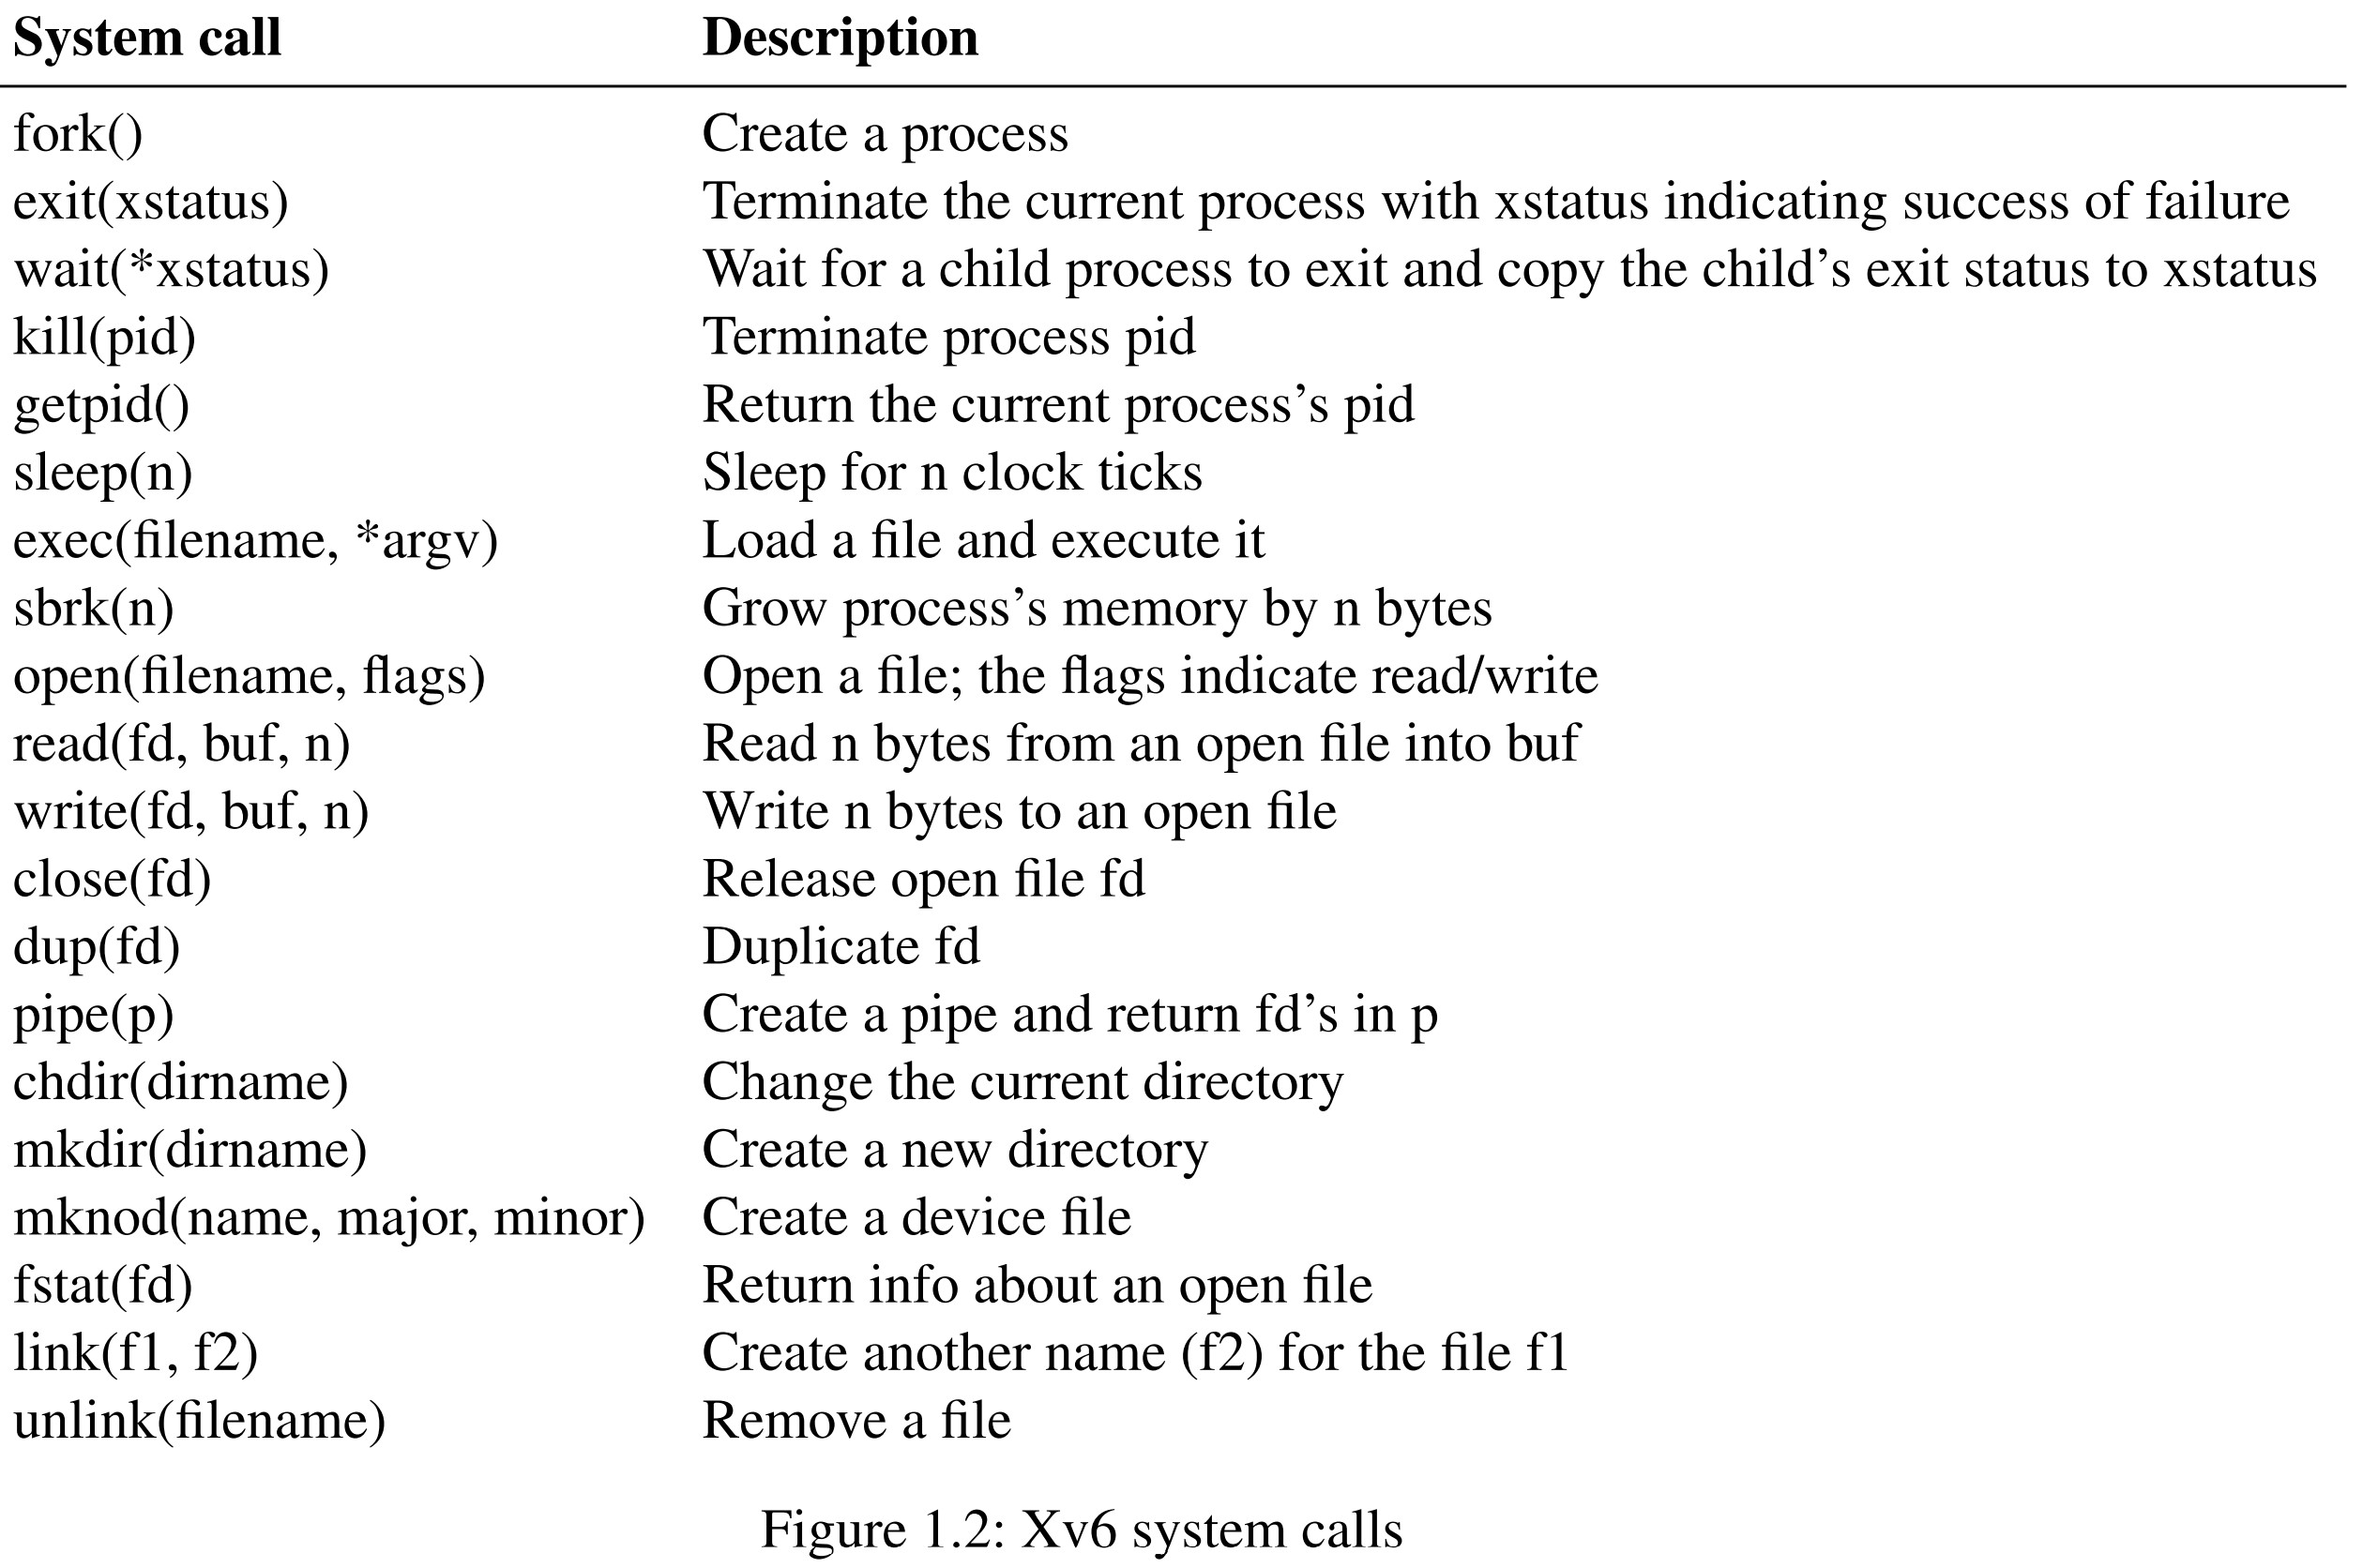 System call Description
fork() Create a process
exit(xstatus) Terminate the current process with xstatus indicating success of failure
wait(*xstatus) Wait for a child process to exit and copy the child’s exit status to xstatus
kill(pid) Terminate process pid
getpid() Return the current process’s pid
sleep(n) Sleep for n clock ticks
exec(filename, *argv) Load a file and execute it
sbrk(n) Grow process’s memory by n bytes
open(filename, flags) Open a file; the flags indicate read/write
read(fd, buf, n) Read n bytes from an open file into buf
write(fd, buf, n) Write n bytes to an open file
close(fd) Release open file fd
dup(fd) Duplicate fd
pipe(p) Create a pipe and return fd’s in p
chdir(dirname) Change the current directory
mkdir(dirname) Create a new directory
mknod(name, major, minor) Create a device file
fstat(fd) Return info about an open file
link(f1, f2) Create another name (f2) for the file f1
unlink(filename) Remove a file
Figure 1.2: Xv6 system calls